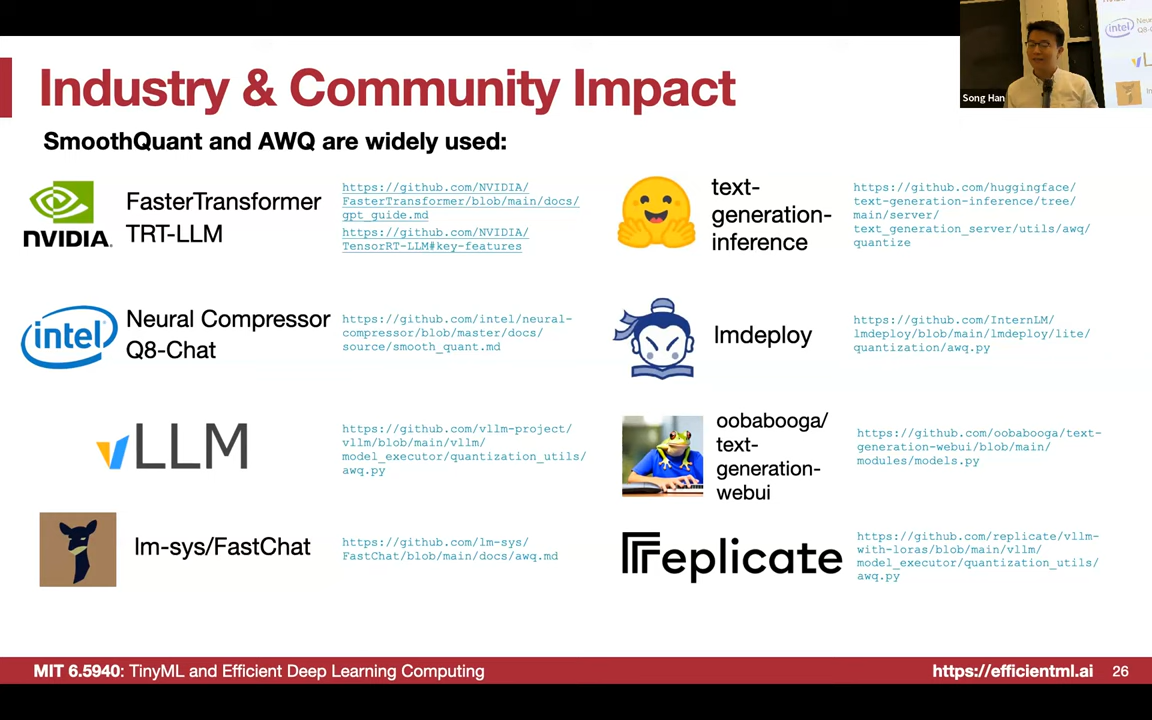 Industry & Community Impact
SmoothQuant and AWQ are widely used:
NVIDIA.
FasterTransformer
TRT-LLM
https://github.com/NVIDIA/
FasterTransformer/blob/main/docs/
gpt_guide.md
https://github.com/NVIDIA/
TensorRT-LLM#key-features
text-
generation-
inference
https://github.com/huggingface/
text-generation-inference/tree/
main/server/
text_generation_server/utils/awq/
quantize
intel
Neural Compressor
Q8-Chat
https://github.com/intel/neural-
compressor/blob/master/docs/
source/smooth_quant.md
lmdeploy
https://github.com/InternLM/
lmdeploy/blob/main/lmdeploy/lite/
quantization/awq.py
vLLM
https://github.com/vllm-project/
vllm/blob/main/vllm/
model_executor/quantization_utils/
awq.py
oobabooga/
text-
generation-
webui
https://github.com/oobabooga/text-
generation-webui/blob/main/
modules/models.py
lm-sys/FastChat
https://github.com/lm-sys/
FastChat/blob/main/docs/awq.md
replicate
https://github.com/replicate/vllm-
with-loras/blob/main/vllm/
model_executor/quantization_utils/
awq.py
MIT 6.5940: TinyML and Efficient Deep Learning Computing
https://efficientml.ai
26
Song Han
intel